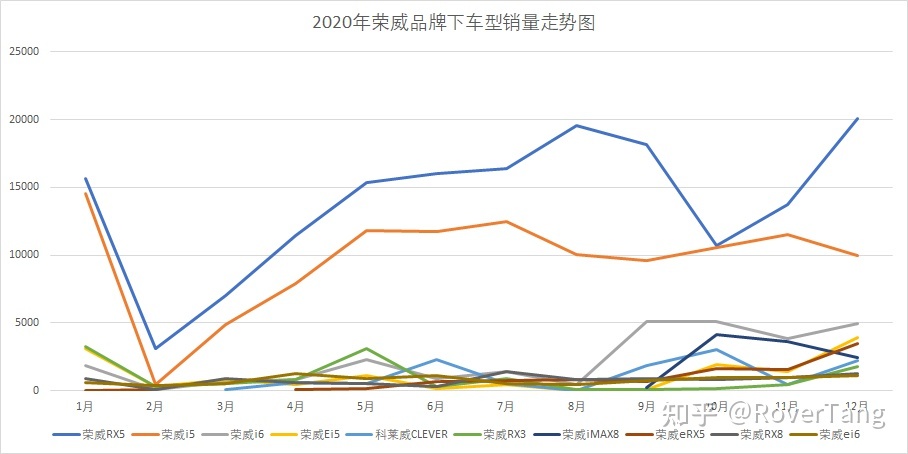 2020年荣威品牌下车型销量走势图
25000
20000
15000
10000
5000
0
1月 2月 3月 4月 5月 6月 7月 8月 9月 10月 11月 12月
知乎 @RoverTang
荣威RX5 荣威i5 荣威i6 荣威Ei5 科莱威CLEVER 荣威RX3 荣威iMAX8 荣威eRX5 荣威RX8 荣威ei6